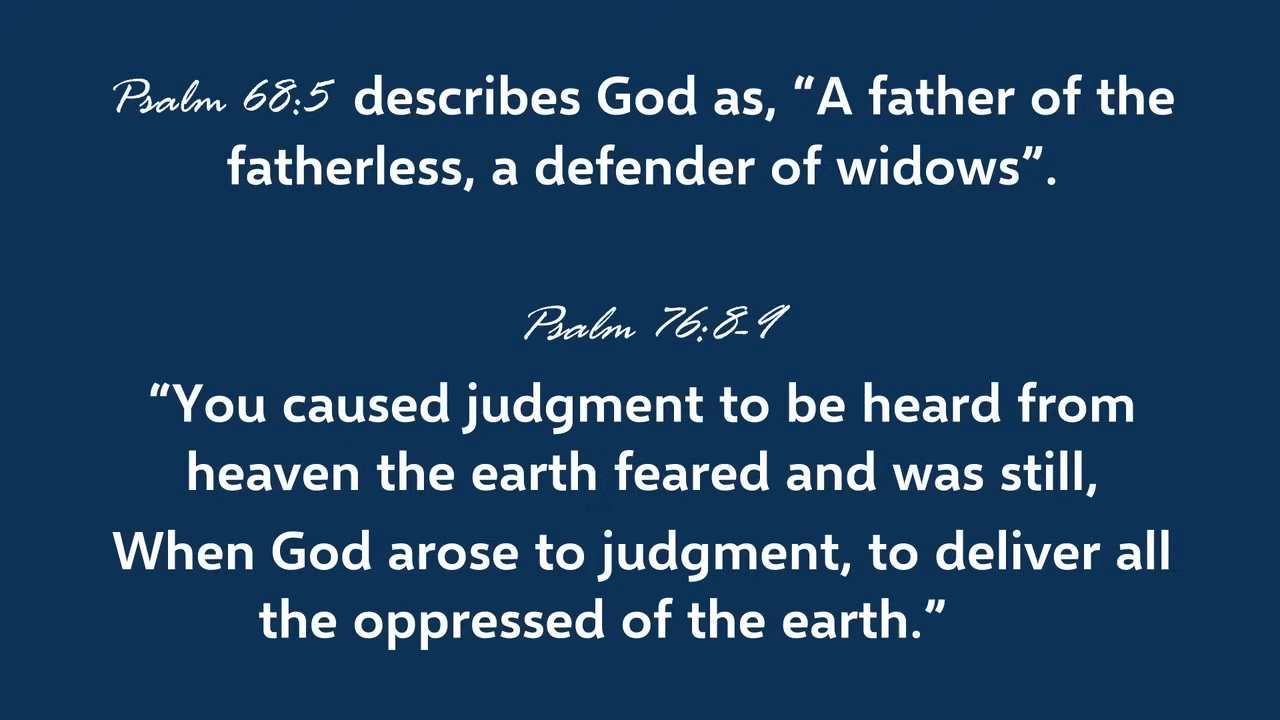 Psalm 68:5 describes God as, “A father of the
fatherless, a defender of widows”.
Psalm 76:8-9
“You caused judgment to be heard from
heaven the earth feared and was still,
When God arose to judgment, to deliver all
the oppressed of the earth.”